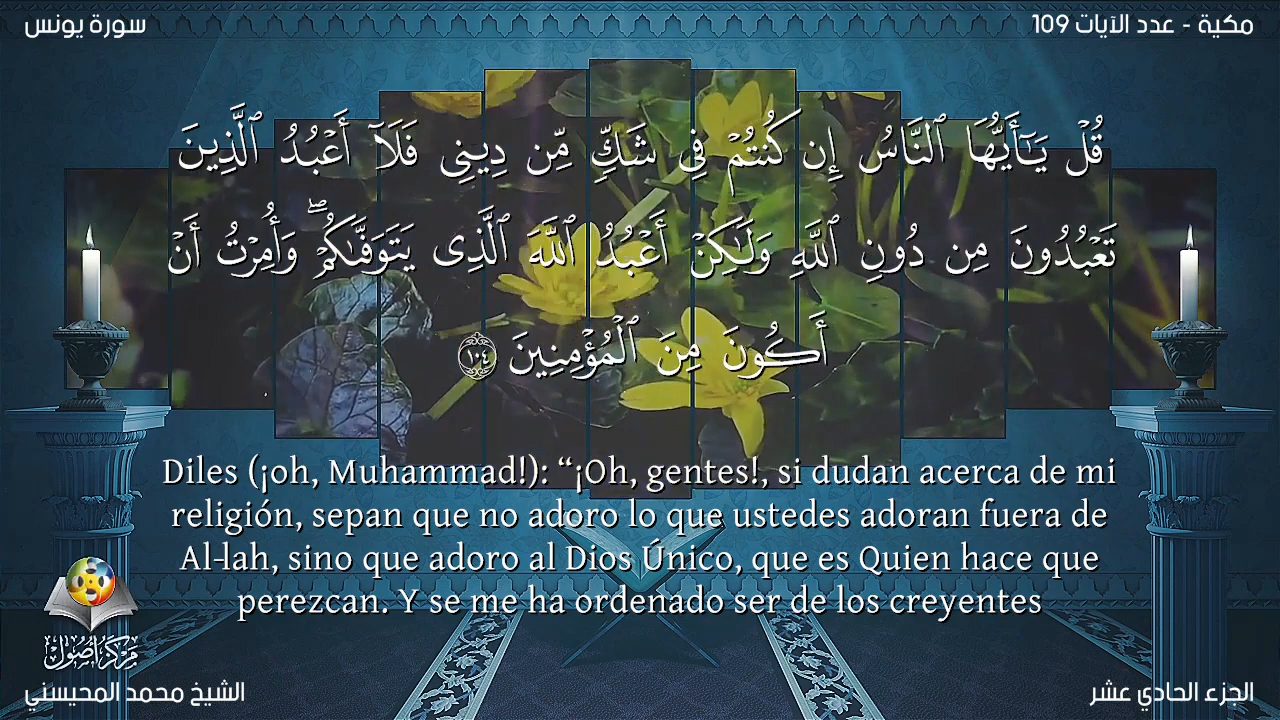 سورة يونس
مكية - عدد الآيات 109
قُلْ يَـٰٓأَيُّهَا ٱلنَّاسُ إِن كُنتُمْ فِى شَكٍّ مِّن دِينِى فَلَآ أَعْبُدُ ٱلَّذِينَ
تَعْبُدُونَ مِن دُونِ ٱللَّهِ وَلَـٰكِنْ أَعْبُدُ ٱللَّهَ ٱلَّذِى يَتَوَفَّىٰكُمْ ۖ وَأُمِرْتُ أَنْ
أَكُونَ مِنَ ٱلْمُؤْمِنِينَ ١٠٤
Diles (¡oh, Muhammad!): “¡Oh, gentes!, si dudan acerca de mi
religión, sepan que no adoro lo que ustedes adoran fuera de
Al-lah, sino que adoro al Dios Único, que es Quien hace que
perezcan. Y se me ha ordenado ser de los creyentes
مركز أصول
الشيخ محمد المحيسني
الجزء الحادي عشر